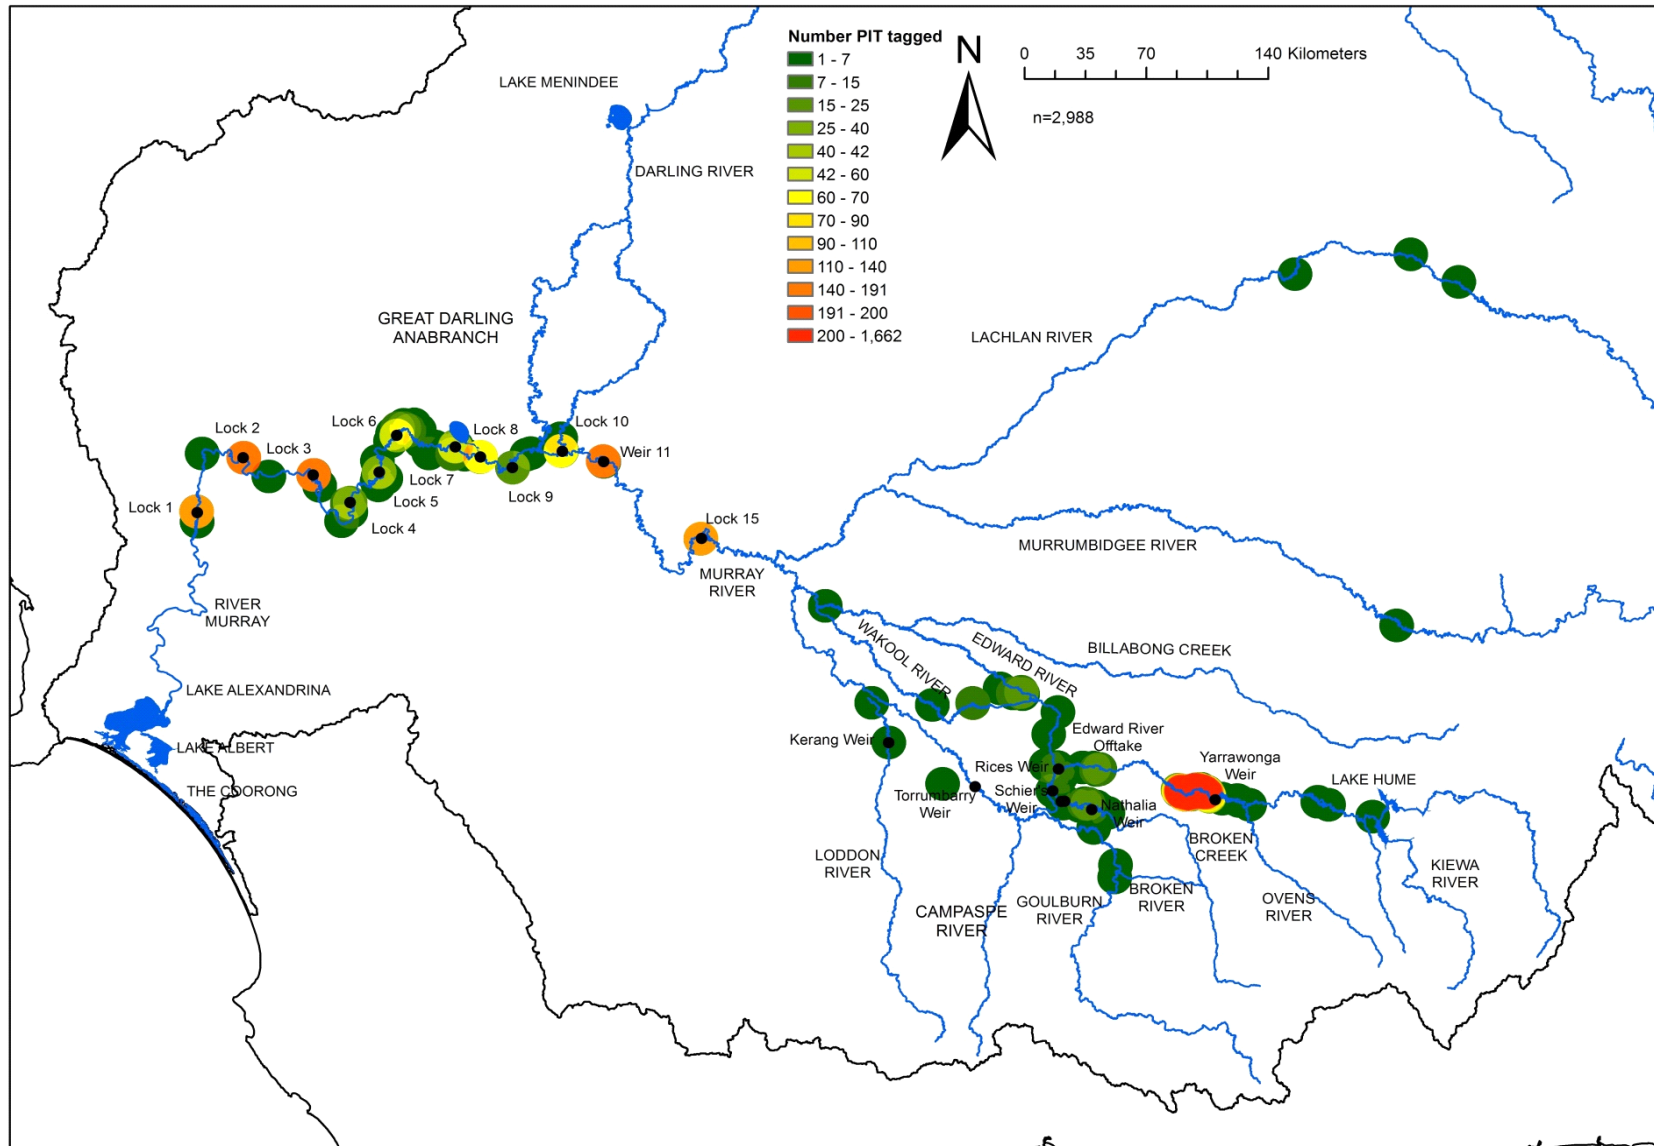 Number PIT tagged
1 - 7
7 - 15
15 - 25
25 - 40
40 - 42
42 - 60
60 - 70
70 - 90
90 - 110
110 - 140
140 - 191
191 - 200
200 - 1,662
N
0 35 70 140 Kilometers
n=2,988
LAKE MENINDEE
DARLING RIVER
GREAT DARLING
ANABRANCH
LACHLAN RIVER
Lock 2
Lock 3
Lock 6
Lock 8
Lock 10
Weir 11
Lock 7
Lock 9
Lock 5
Lock 1
Lock 4
Lock 15
MURRAY
RIVER
MURRUMBIDGEE RIVER
RIVER
MURRAY
WAKOOL RIVER
EDWARD RIVER
BILLABONG CREEK
LAKE ALEXANDRINA
LAKE ALBERT
THE COORONG
Kerang Weir
Edward River
Offtake
Rices Weir
Yarrawonga
Weir
LAKE HUME
Torrumbarry
Weir
Schier's
Weir
Nathalia
Weir
BROKEN
CREEK
LODDON
RIVER
CAMPASPE
RIVER
GOULBURN
RIVER
BROKEN
RIVER
OVENS
RIVER
KIEWA
RIVER